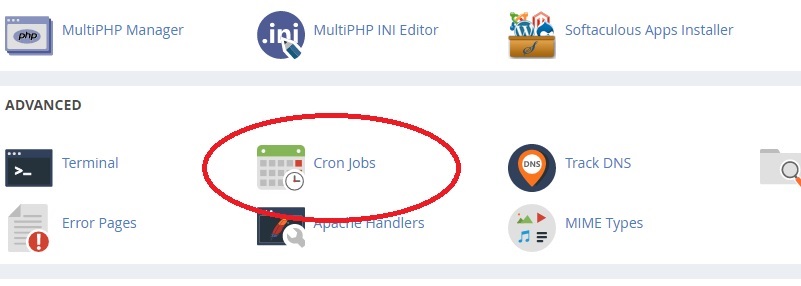 php
MultiPHP Manager
.ini
MultiPHP INI Editor
Softaculous Apps Installer
ADVANCED
>_
Terminal
Cron Jobs
DNS
Track DNS
Error Pages
Apache Handlers
MIME Types